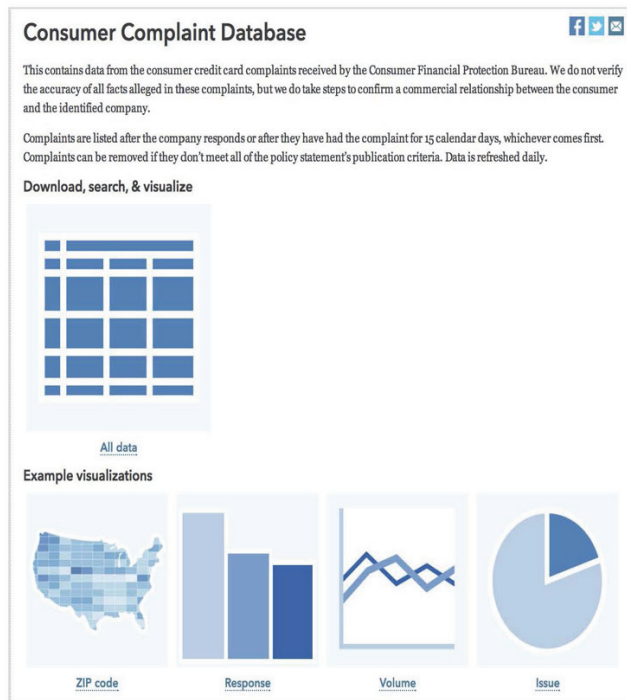 Consumer Complaint Database
This contains data from the consumer credit card complaints received by the Consumer Financial Protection Bureau. We do not verify
the accuracy of all facts alleged in these complaints, but we do take steps to confirm a commercial relationship between the consumer
and the identified company.
Complaints are listed after the company responds or after they have had the complaint for 15 calendar days, whichever comes first.
Complaints can be removed if they don't meet all of the policy statement's publication criteria. Data is refreshed daily.
Download, search, & visualize
All data
Example visualizations
ZIP code Response Volume Issue